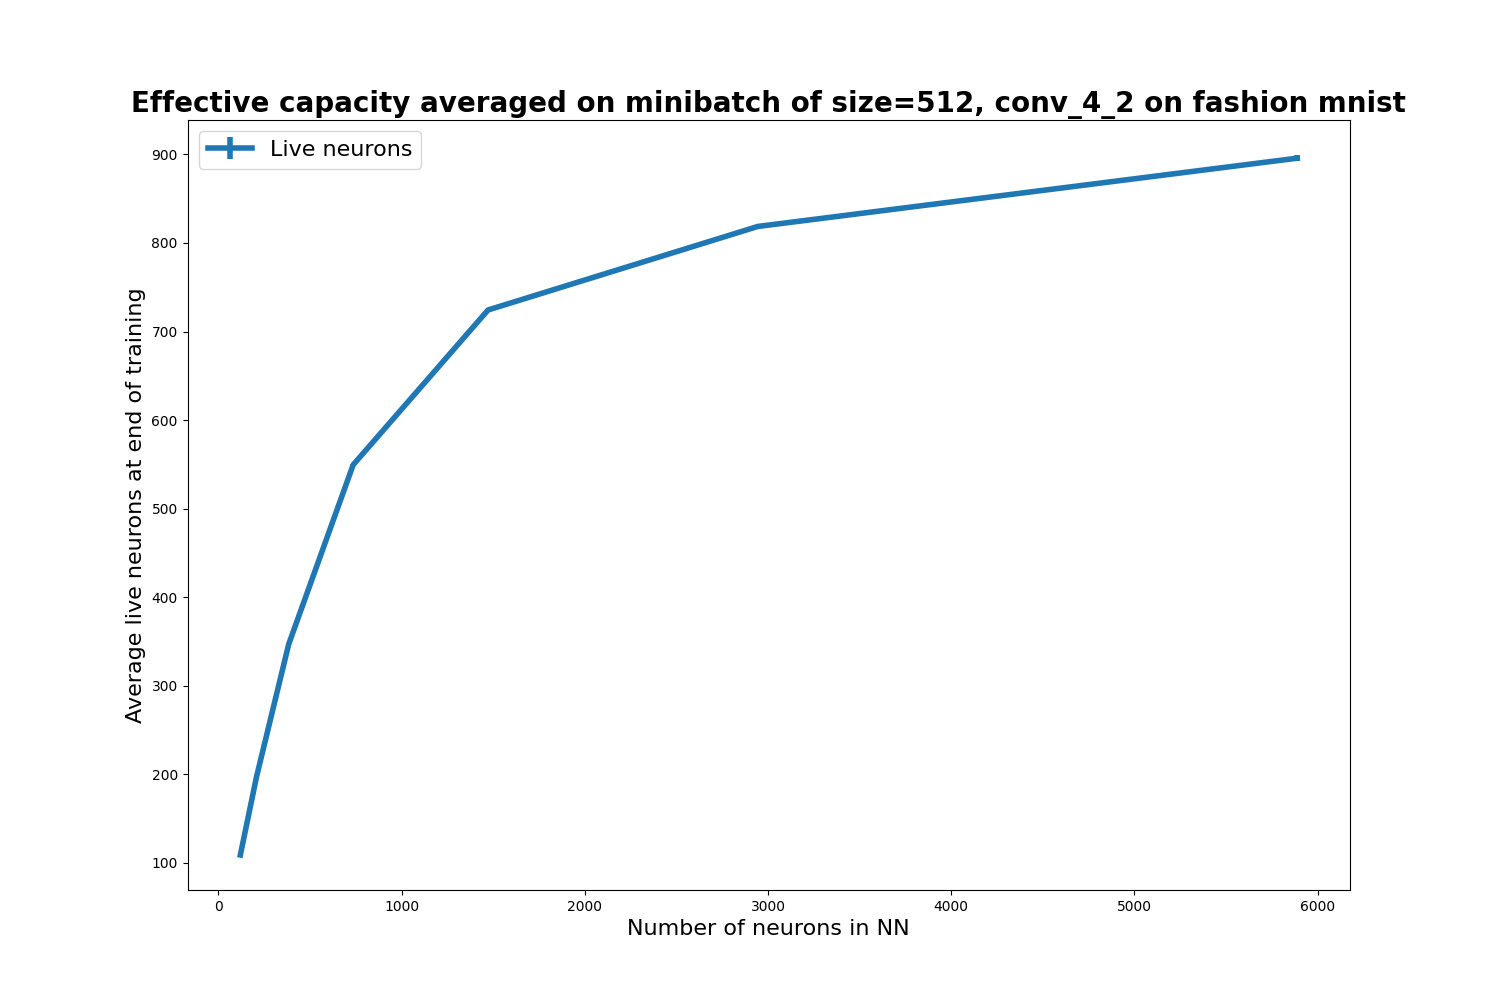 Effective capacity averaged on minibatch of size=512, conv_4_2 on fashion mnist
Live neurons
Average live neurons at end of training
900
800
700
600
500
400
300
200
100
0 1000 2000 3000 4000 5000 6000
Number of neurons in NN